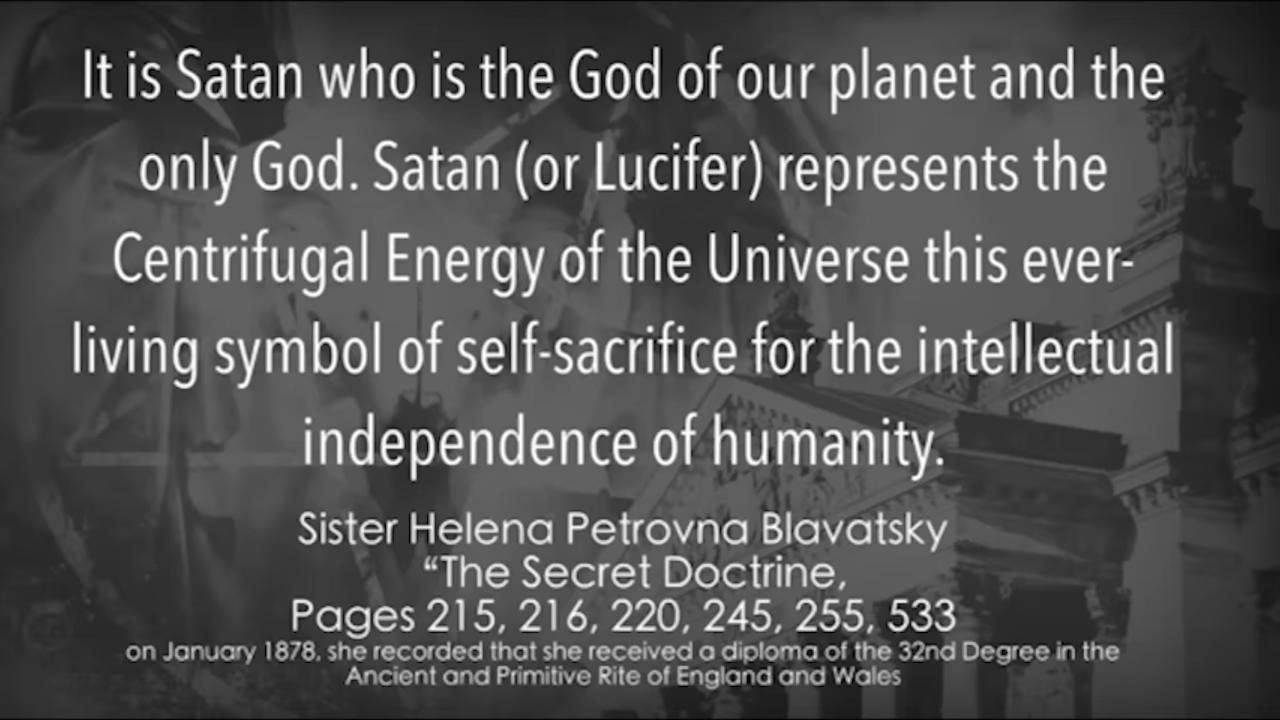 It is Satan who is the God of our planet and the
only God. Satan (or Lucifer) represents the
Centrifugal Energy of the Universe this ever-
living symbol of self-sacrifice for the intellectual
independence of humanity.
Sister Helena Petrovna Blavatsky
“The Secret Doctrine,
Pages 215, 216, 220, 245, 255, 533
on January 1878, she recorded that she received a diploma of the 32nd Degree in the
Ancient and Primitive Rite of England and Wales